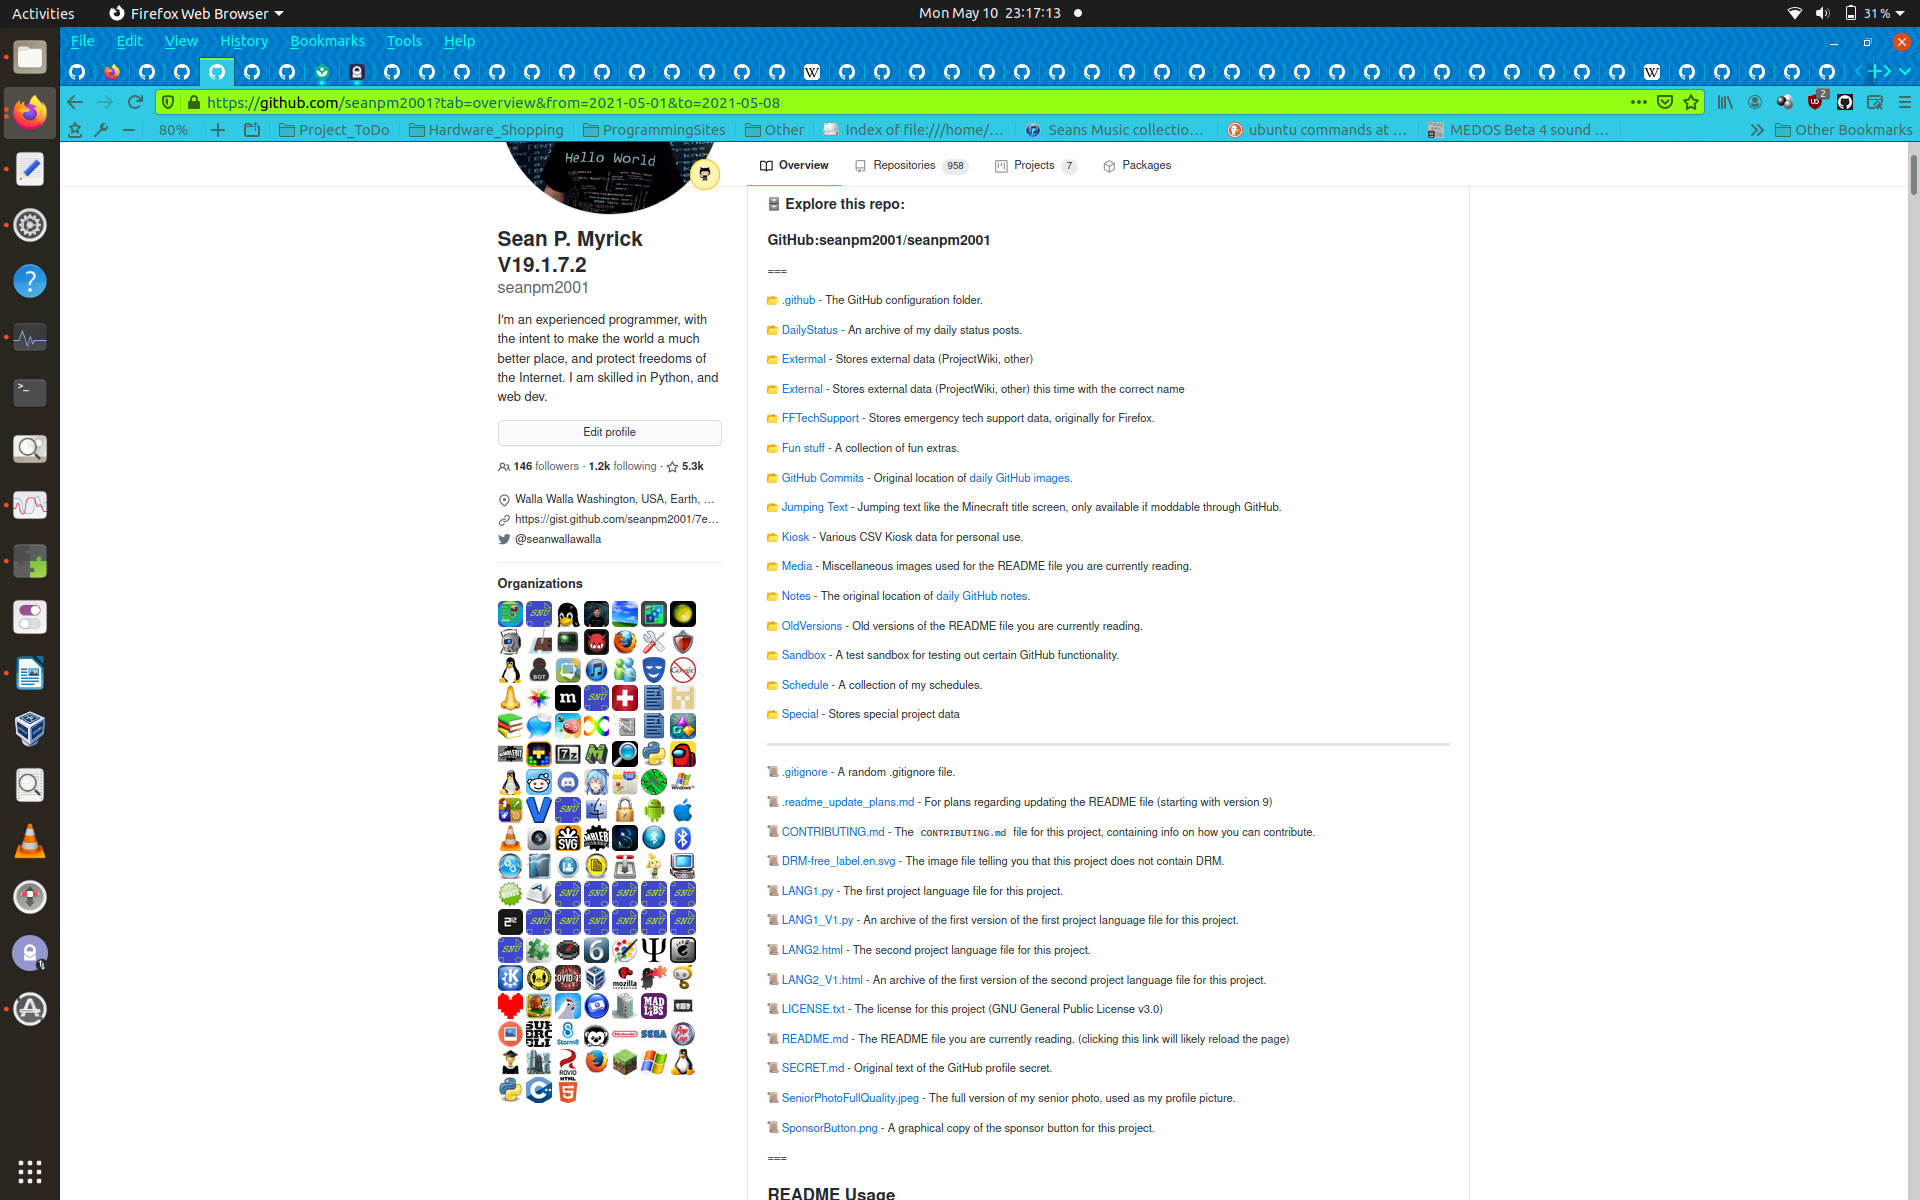 Activities
Firefox Web Browser
Mon May 10 23:17:13
31 %
File Edit View History Bookmarks Tools Help
https://github.com/seanpm2001?tab=overview&from=2021-05-01&to=2021-05-08
2
80%
Project_ToDo
Hardware_Shopping
ProgrammingSites
Other
Index of file:///home/...
Seans Music collectio...
ubuntu commands at ...
MEDOS Beta 4 sound ...
Other Bookmarks
Hello World
Overview
Repositories 958
Projects 7
Packages
Sean P. Myrick
V19.1.7.2
seanpm2001
I'm an experienced programmer, with
the intent to make the world a much
better place, and protect freedoms of
the Internet. I am skilled in Python, and
web dev.
Edit profile
146 followers · 1.2k following · 5.3k
Walla Walla Washington, USA, Earth, ...
https://gist.github.com/seanpm2001/7e...
@seanwallawalla
Organizations
Explore this repo:
GitHub:seanpm2001/seanpm2001
===
.github - The GitHub configuration folder.
DailyStatus - An archive of my daily status posts.
Extermal - Stores external data (ProjectWiki, other)
External - Stores external data (ProjectWiki, other) this time with the correct name
FFTechSupport - Stores emergency tech support data, originally for Firefox.
Fun stuff - A collection of fun extras.
GitHub Commits - Original location of daily GitHub images.
Jumping Text - Jumping text like the Minecraft title screen, only available if moddable through GitHub.
Kiosk - Various CSV Kiosk data for personal use.
Media - Miscellaneous images used for the README file you are currently reading.
Notes - The original location of daily GitHub notes.
OldVersions - Old versions of the README file you are currently reading.
Sandbox - A test sandbox for testing out certain GitHub functionality.
Schedule - A collection of my schedules.
Special - Stores special project data
.gitignore - A random .gitignore file.
.readme_update_plans.md - For plans regarding updating the README file (starting with version 9)
CONTRIBUTING.md - The CONTRIBUTING.md file for this project, containing info on how you can contribute.
DRM-free_label.en.svg - The image file telling you that this project does not contain DRM.
LANG1.py - The first project language file for this project.
LANG1_V1.py - An archive of the first version of the first project language file for this project.
LANG2.html - The second project language file for this project.
LANG2_V1.html - An archive of the first version of the second project language file for this project.
LICENSE.txt - The license for this project (GNU General Public License v3.0)
README.md - The README file you are currently reading. (clicking this link will likely reload the page)
SECRET.md - Original text of the GitHub profile secret.
SeniorPhotoFullQuality.jpeg - The full version of my senior photo, used as my profile picture.
SponsorButton.png - A graphical copy of the sponsor button for this project.
===
README Usage